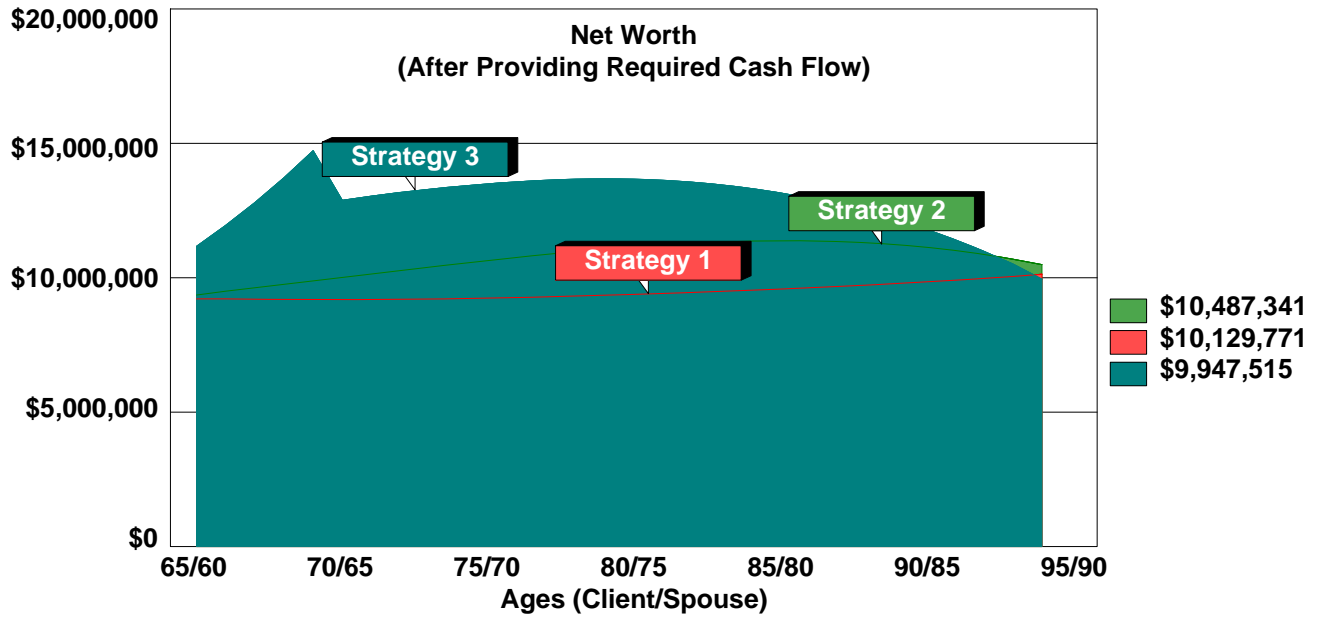 Net Worth
(After Providing Required Cash Flow)
$20,000,000
$15,000,000
$10,000,000
$5,000,000
$0
Strategy 3
Strategy 2
Strategy 1
$10,487,341
$10,129,771
$9,947,515
65/60 70/65 75/70 80/75 85/80 90/85 95/90
Ages (Client/Spouse)